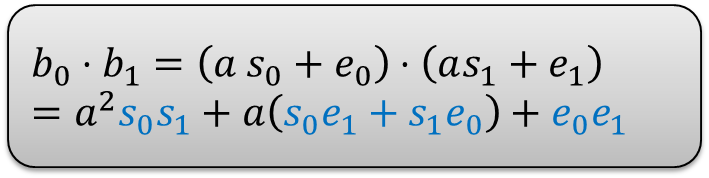 b₀ · b₁ = (a s₀ + e₀) · (as₁ + e₁)
= a²s₀s₁ + a(s₀e₁ + s₁e₀) + e₀e₁